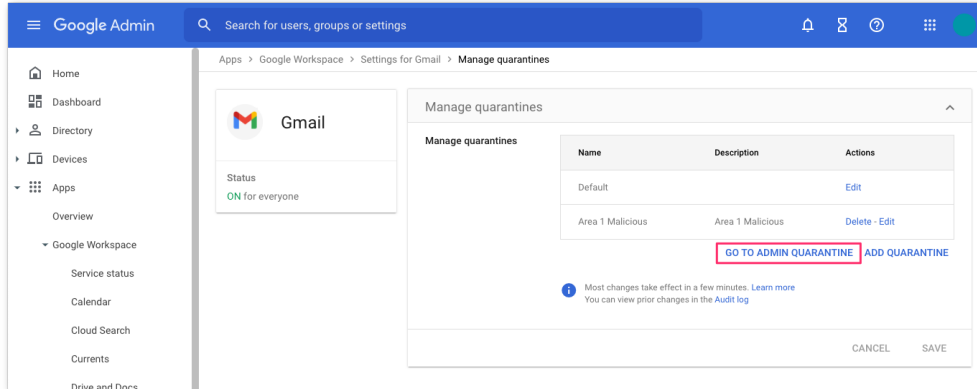 Google Admin
Search for users, groups or settings
Apps > Google Workspace > Settings for Gmail > Manage quarantines
Home
Dashboard
Directory
Devices
Apps
Overview
Google Workspace
Service status
Calendar
Cloud Search
Currents
Drive and Docs
Gmail
Status
ON for everyone
Manage quarantines
Manage quarantines
Name Description Actions
Default Edit
Area 1 Malicious Area 1 Malicious Delete - Edit
GO TO ADMIN QUARANTINE ADD QUARANTINE
Most changes take effect in a few minutes. Learn more
You can view prior changes in the Audit log
CANCEL SAVE